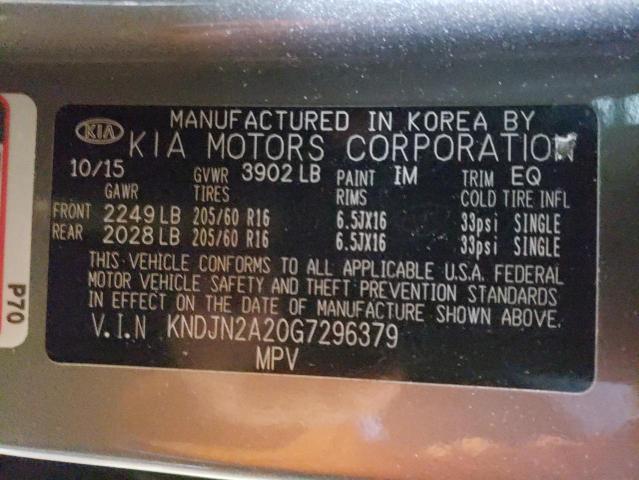 MANUFACTURED IN KOREA BY
KIA KIA MOTORS CORPORATION
10/15 GVWR 3902 LB PAINT IM TRIM EQ
GAWR TIRES RIMS COLD TIRE INFL
FRONT 2249 LB 205/60 R16 6.5JX16 33psi SINGLE
REAR 2028 LB 205/60 R16 6.5JX16 33psi SINGLE
THIS VEHICLE CONFORMS TO ALL APPLICABLE U.S.A. FEDERAL
MOTOR VEHICLE SAFETY AND THEFT PREVENTION STANDARDS
IN EFFECT ON THE DATE OF MANUFACTURE SHOWN ABOVE.
V.I.N KNDJN2A20G7296379
MPV
P70